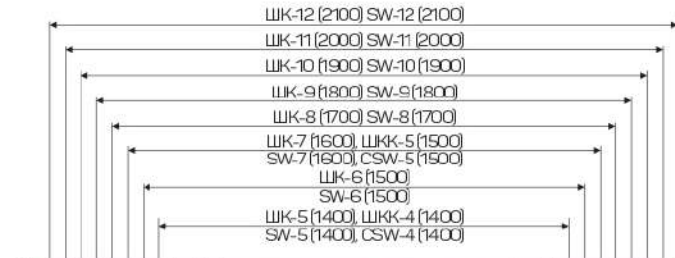 ШК-12 (2100) SW-12 (2100)
ШК-11 (2000) SW-11 (2000)
ШК-10 (1900) SW-10 (1900)
ШК-9 (1800) SW-9 (1800)
ШК-8 (1700) SW-8 (1700)
ШК-7 (1600), ШКК-5 (1500)
SW-7 (1600), CSW-5 (1500)
ШК-6 (1500)
SW-6 (1500)
ШК-5 (1400), ШКК-4 (1400)
SW-5 (1400), CSW-4 (1400)